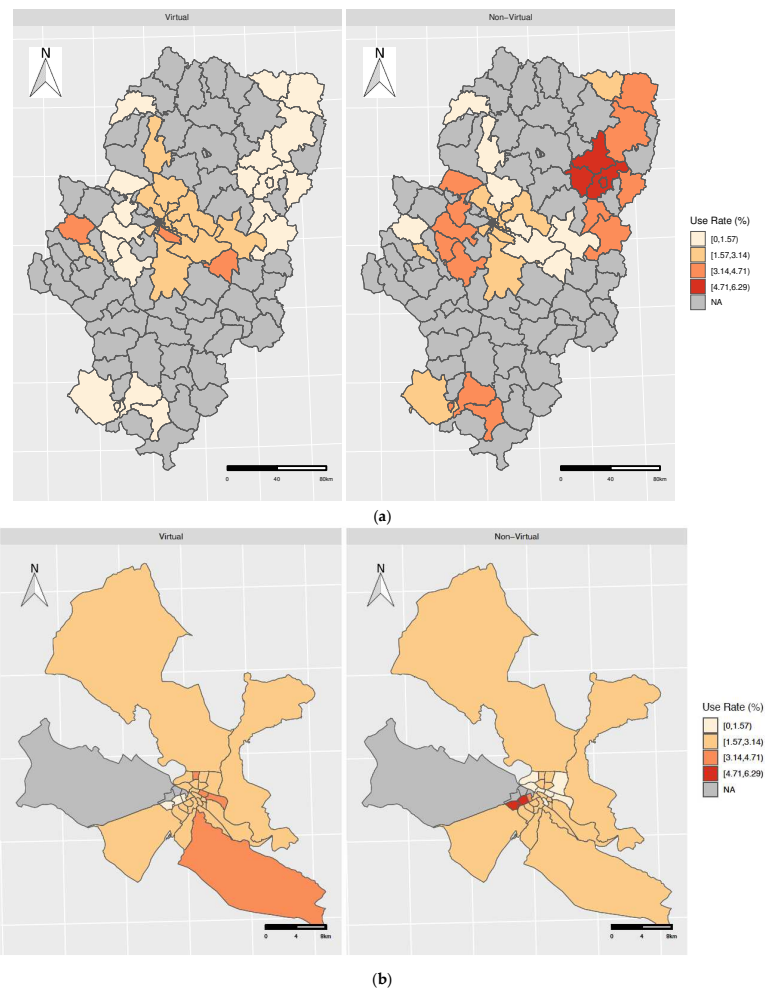 Virtual
Non−Virtual
N
N
Use Rate (%)
[0,1.57)
[1.57,3.14)
[3.14,4.71)
[4.71,6.29)
NA
0 40 80km
0 40 80km
(a)
Virtual
Non−Virtual
N
N
Use Rate (%)
[0,1.57)
[1.57,3.14)
[3.14,4.71)
[4.71,6.29)
NA
0 4 8km
0 4 8km
(b)